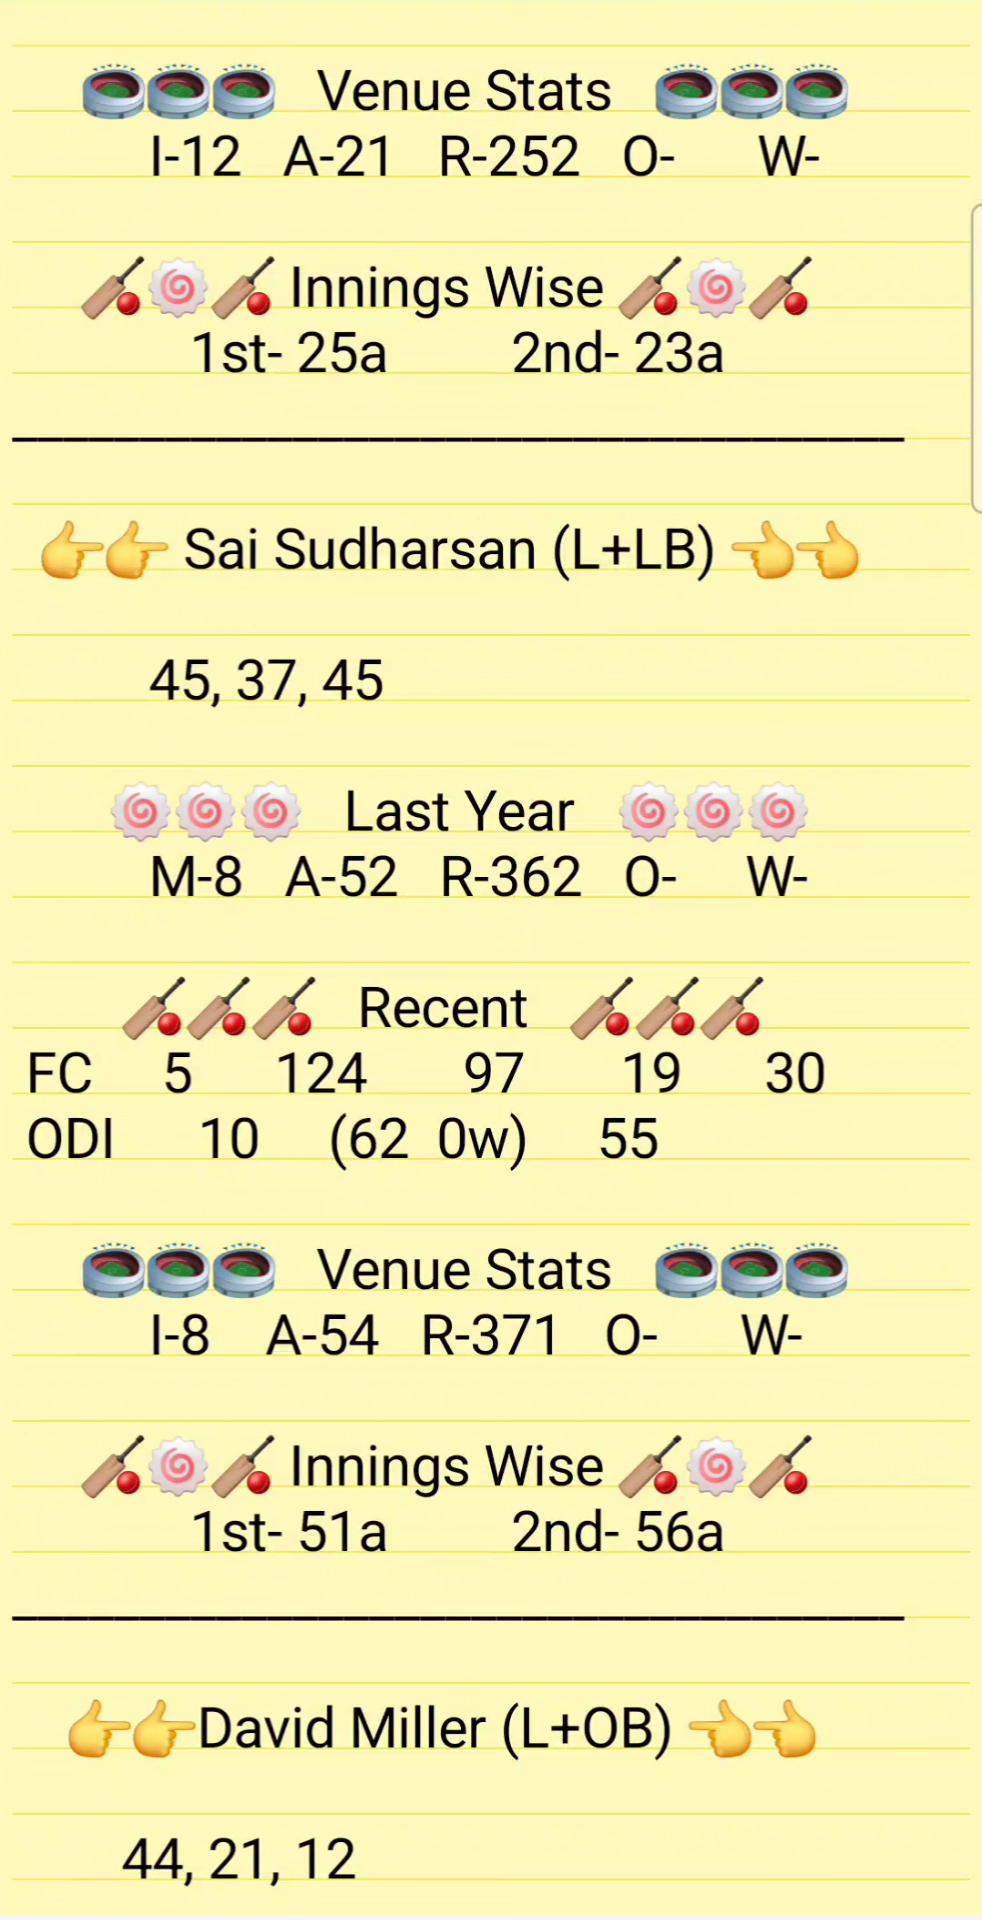 Venue Stats
I-12 A-21 R-252 O- W-
Innings Wise
1st- 25a 2nd- 23a
Sai Sudharsan (L+LB)
45, 37, 45
Last Year
M-8 A-52 R-362 O- W-
Recent
FC 5 124 97 19 30
ODI 10 (62 0w) 55
Venue Stats
I-8 A-54 R-371 O- W-
Innings Wise
1st- 51a 2nd- 56a
David Miller (L+OB)
44, 21, 12